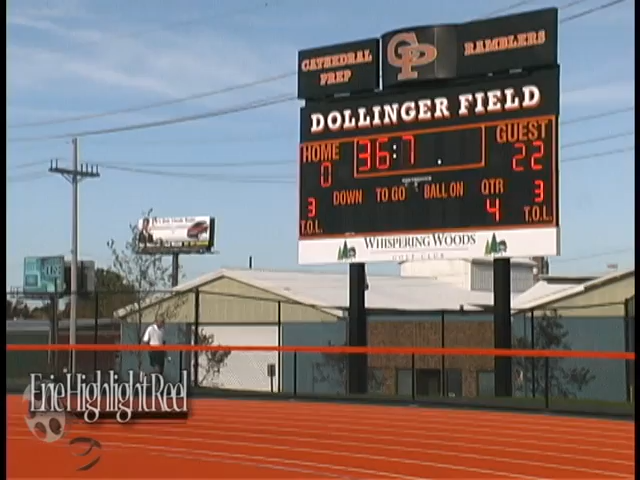 CATHEDRAL
PREP
CP
RAMBLERS
DOLLINGER FIELD
HOME
36:7
GUEST
0
22
DOWN
TO GO
BALL ON
QTR
3
4
3
T.O.L.
T.O.L.
WHISPERING WOODS
GOLF CLUB
ErieHighlightReel